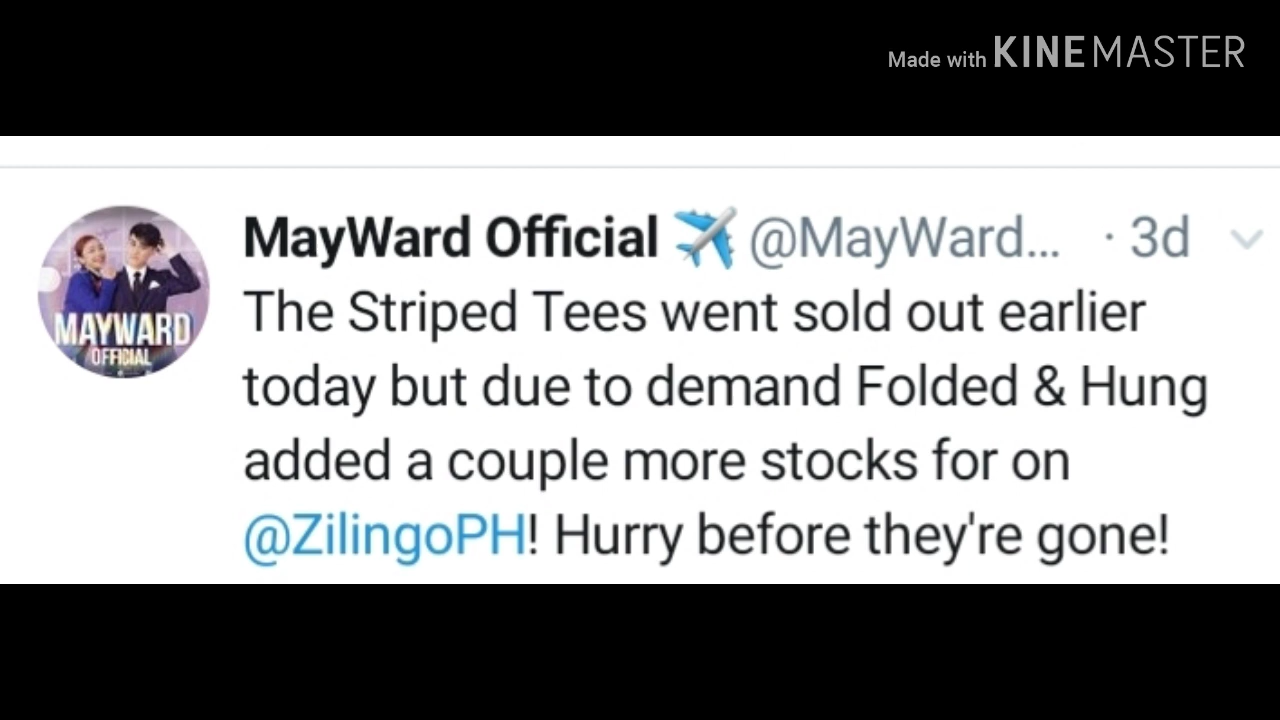 Made with KINEMASTER
MayWard Official ✈️ @MayWard... · 3d
The Striped Tees went sold out earlier
today but due to demand Folded & Hung
added a couple more stocks for on
@ZilingoPH! Hurry before they're gone!
MAYWARD
OFFICIAL